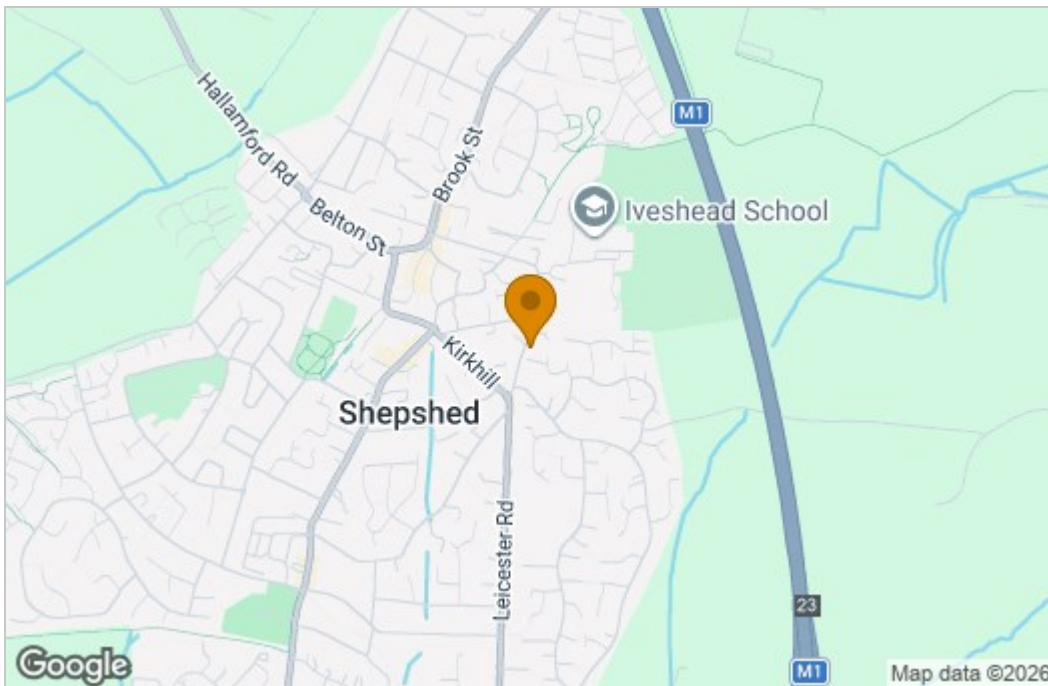 M1
Hallamford Rd
Brook St
Iveshead School
Belton St
Kirkhill
Shepshed
Leicester Rd
23
M1
Google
Map data ©2026